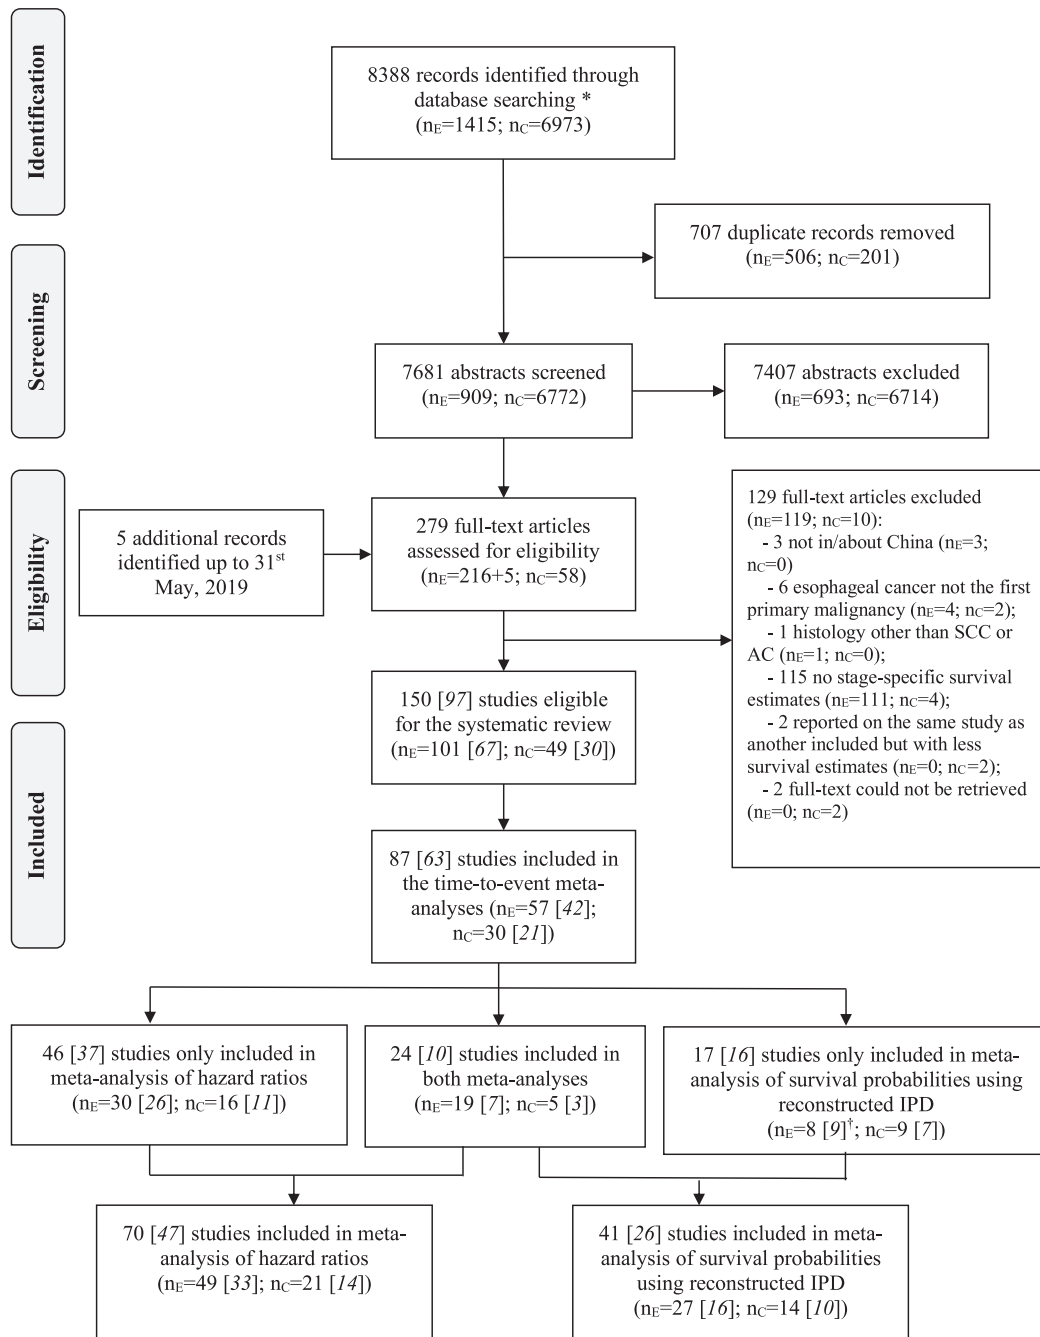 Identification
8388 records identified through
database searching *
(nE=1415; nC=6973)
707 duplicate records removed
(nE=506; nC=201)
Screening
7681 abstracts screened
(nE=909; nC=6772)
7407 abstracts excluded
(nE=693; nC=6714)
Eligibility
5 additional records
identified up to 31st
May, 2019
279 full-text articles
assessed for eligibility
(nE=216+5; nC=58)
129 full-text articles excluded
(nE=119; nC=10):
- 3 not in/about China (nE=3;
nC=0)
- 6 esophageal cancer not the first
primary malignancy (nE=4; nC=2);
- 1 histology other than SCC or
AC (nE=1; nC=0);
- 115 no stage-specific survival
estimates (nE=111; nC=4);
- 2 reported on the same study as
another included but with less
survival estimates (nE=0; nC=2);
- 2 full-text could not be retrieved
(nE=0; nC=2)
150 [97] studies eligible
for the systematic review
(nE=101 [67]; nC=49 [30])
Included
87 [63] studies included in
the time-to-event meta-
analyses (nE=57 [42];
nC=30 [21])
46 [37] studies only included in
meta-analysis of hazard ratios
(nE=30 [26]; nC=16 [11])
24 [10] studies included in
both meta-analyses
(nE=19 [7]; nC=5 [3])
17 [16] studies only included in meta-
analysis of survival probabilities using
reconstructed IPD
(nE=8 [9]†; nC=9 [7])
70 [47] studies included in meta-
analysis of hazard ratios
(nE=49 [33]; nC=21 [14])
41 [26] studies included in meta-
analysis of survival probabilities
using reconstructed IPD
(nE=27 [16]; nC=14 [10])